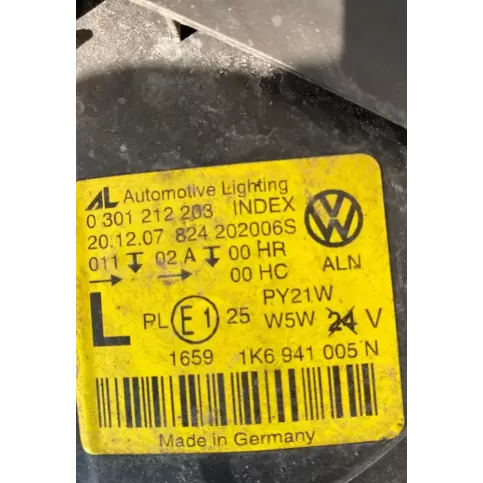 AL Automotive Lighting
0 301 212 203 INDEX
20.12.07 824 202006S
011 02 A 00 HR
00 HC
ALN
L PL E1 25
PY21W
W5W 24 V
1659 1K6 941 005 N
Made in Germany